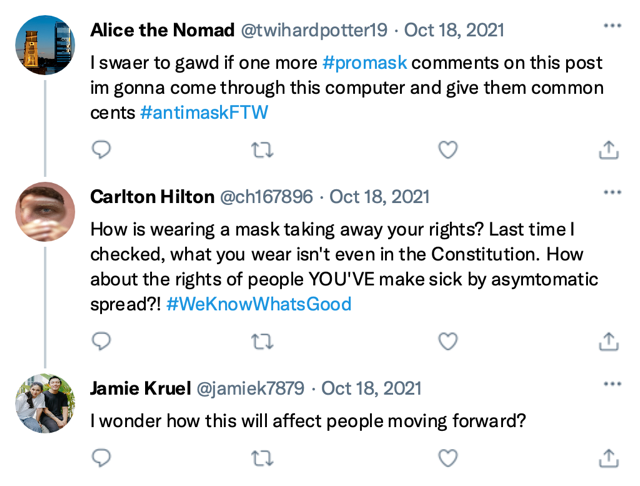 Alice the Nomad @twihardpotter19 · Oct 18, 2021
I swaer to gawd if one more #promask comments on this post
im gonna come through this computer and give them common
cents #antimaskFTW
Carlton Hilton @ch167896 · Oct 18, 2021
How is wearing a mask taking away your rights? Last time I
checked, what you wear isn't even in the Constitution. How
about the rights of people YOU'VE make sick by asymtomatic
spread?! #WeKnowWhatsGood
Jamie Kruel @jamiek7879 · Oct 18, 2021
I wonder how this will affect people moving forward?